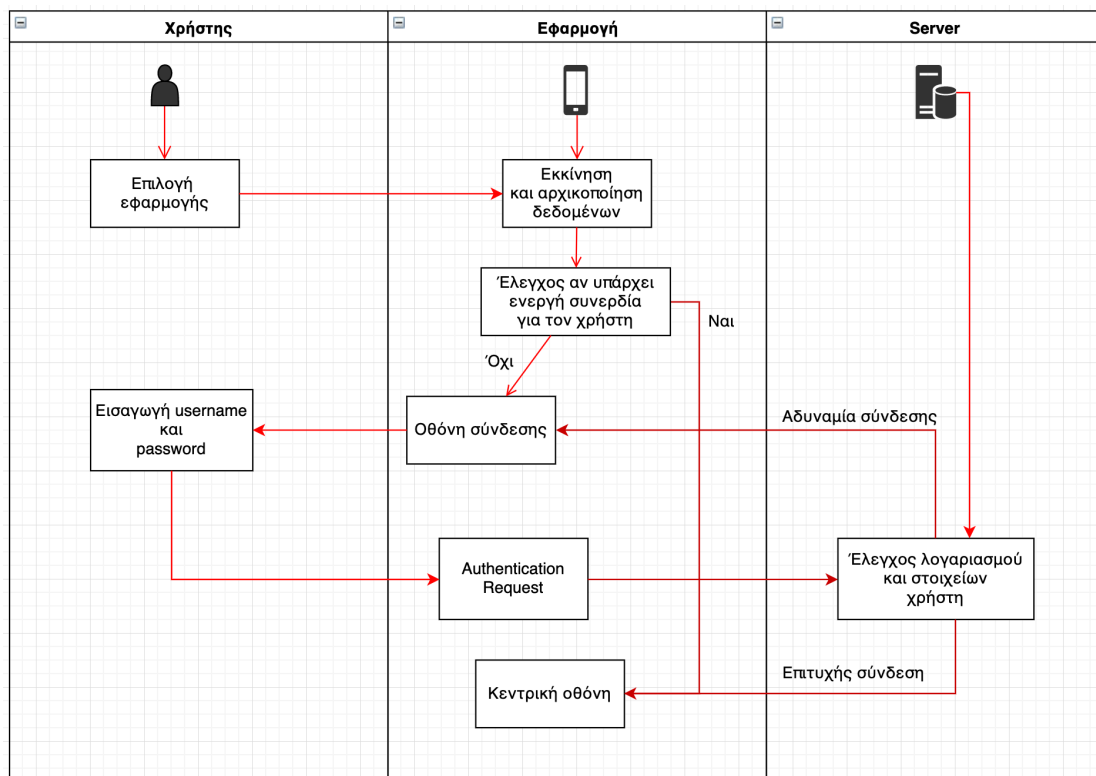 Χρήστης
Εφαρμογή
Server
Επιλογή
εφαρμογής
Εκκίνηση
και αρχικοποίηση
δεδομένων
Έλεγχος αν υπάρχει
ενεργή συνερδία
για τον χρήστη
Ναι
Όχι
Εισαγωγή username
και
password
Οθόνη σύνδεσης
Αδυναμία σύνδεσης
Authentication
Request
Έλεγχος λογαριασμού
και στοιχείων
χρήστη
Κεντρική οθόνη
Επιτυχής σύνδεση